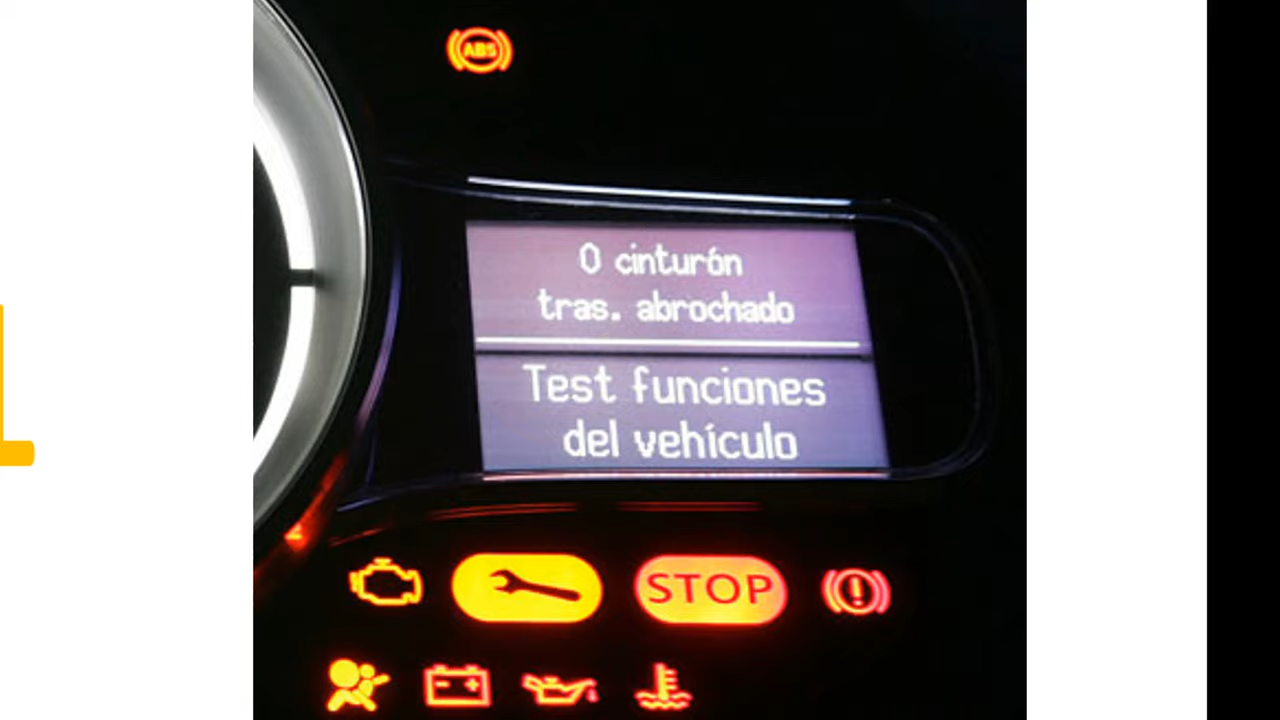 ABS
0 cinturón
tras. abrochado
Test funciones
del vehículo
STOP